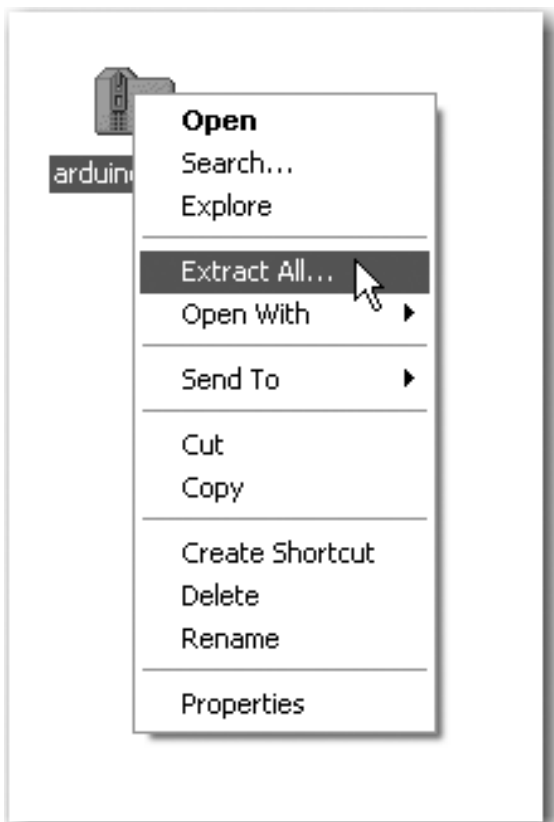 Open
Search...
arduin
Explore
Extract All...
Open With
Send To
Cut
Copy
Create Shortcut
Delete
Rename
Properties